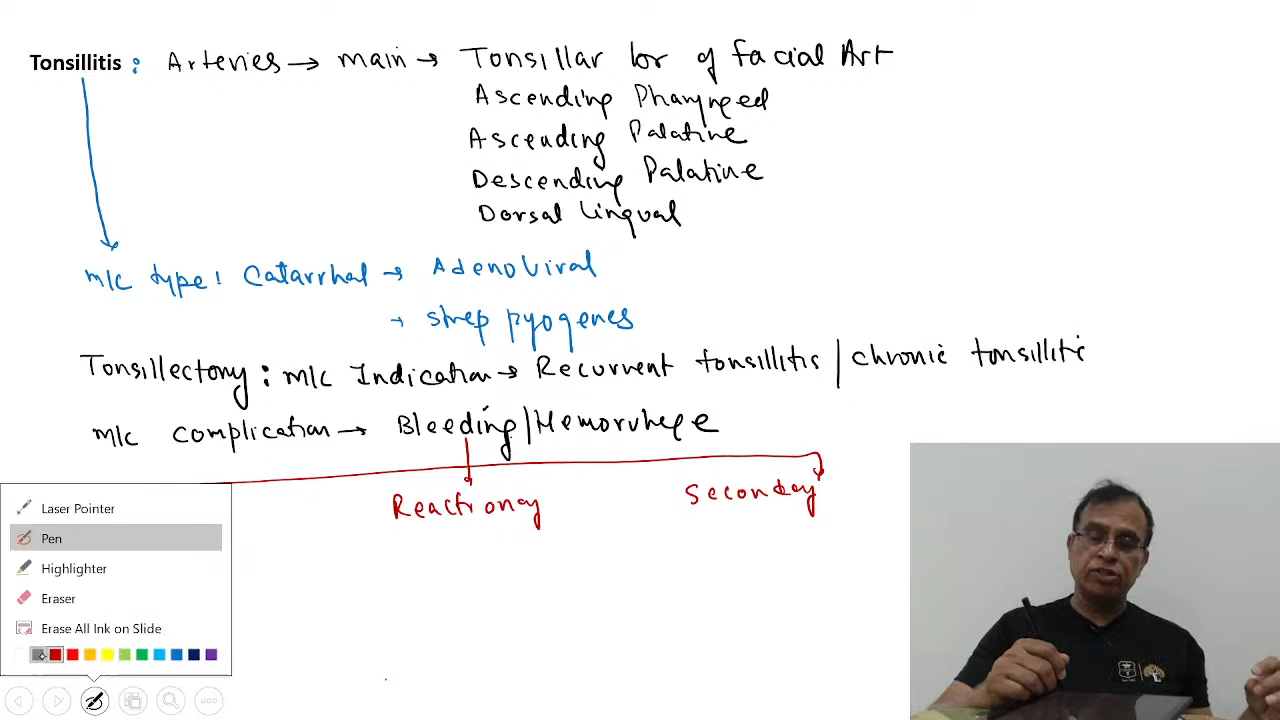 Tonsillitis : Arteries → main → Tonsillar br of facial Art
Ascending Pharyngeal
Ascending Palatine
Descending Palatine
Dorsal lingual
M/C type: Catarrhal → Adenoviral
→ strep pyogenes
Tonsillectomy : M/C Indication → Recurrent tonsillitis / chronic tonsillitis
M/C complication → Bleeding/Hemorrhage
Reactionary Secondary
Laser Pointer
Pen
Highlighter
Eraser
Erase All Ink on Slide